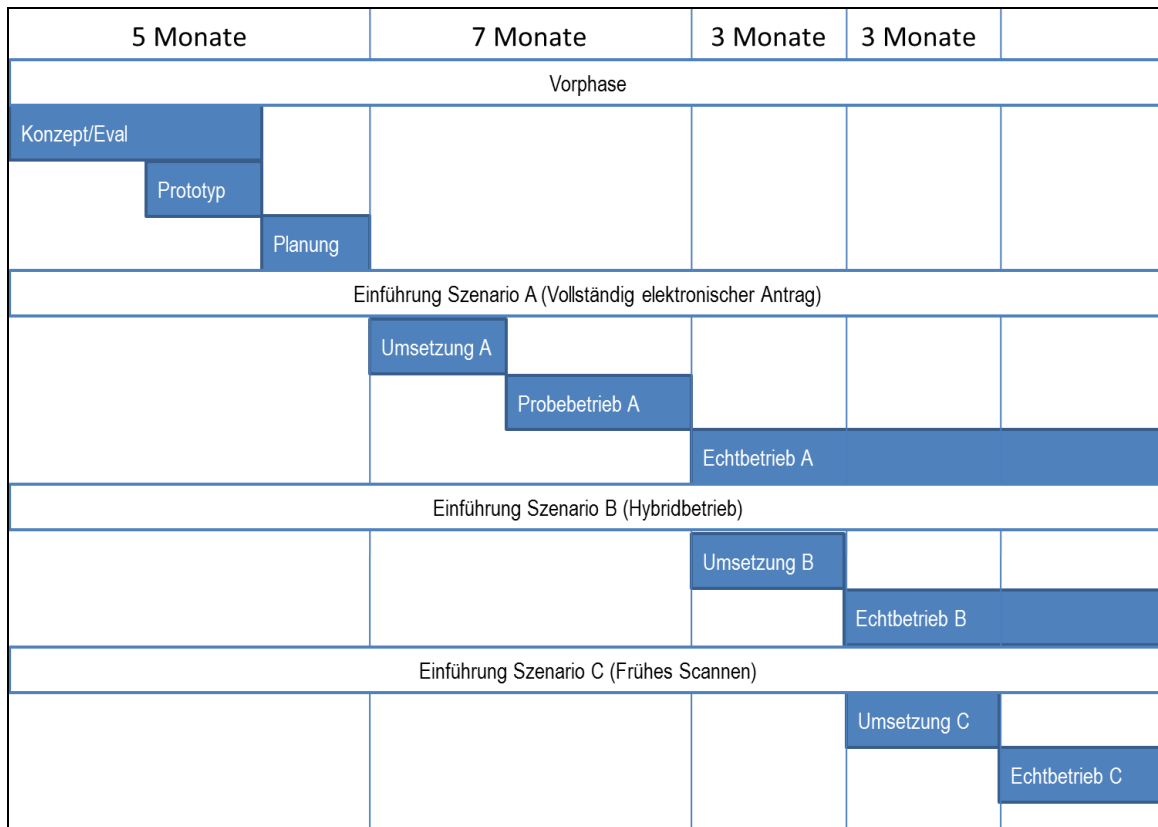 5 Monate 7 Monate 3 Monate 3 Monate
Vorphase
Konzept/Eval
Prototyp
Planung
Einführung Szenario A (Vollständig elektronischer Antrag)
Umsetzung A
Probebetrieb A
Echtbetrieb A
Einführung Szenario B (Hybridbetrieb)
Umsetzung B
Echtbetrieb B
Einführung Szenario C (Frühes Scannen)
Umsetzung C
Echtbetrieb C